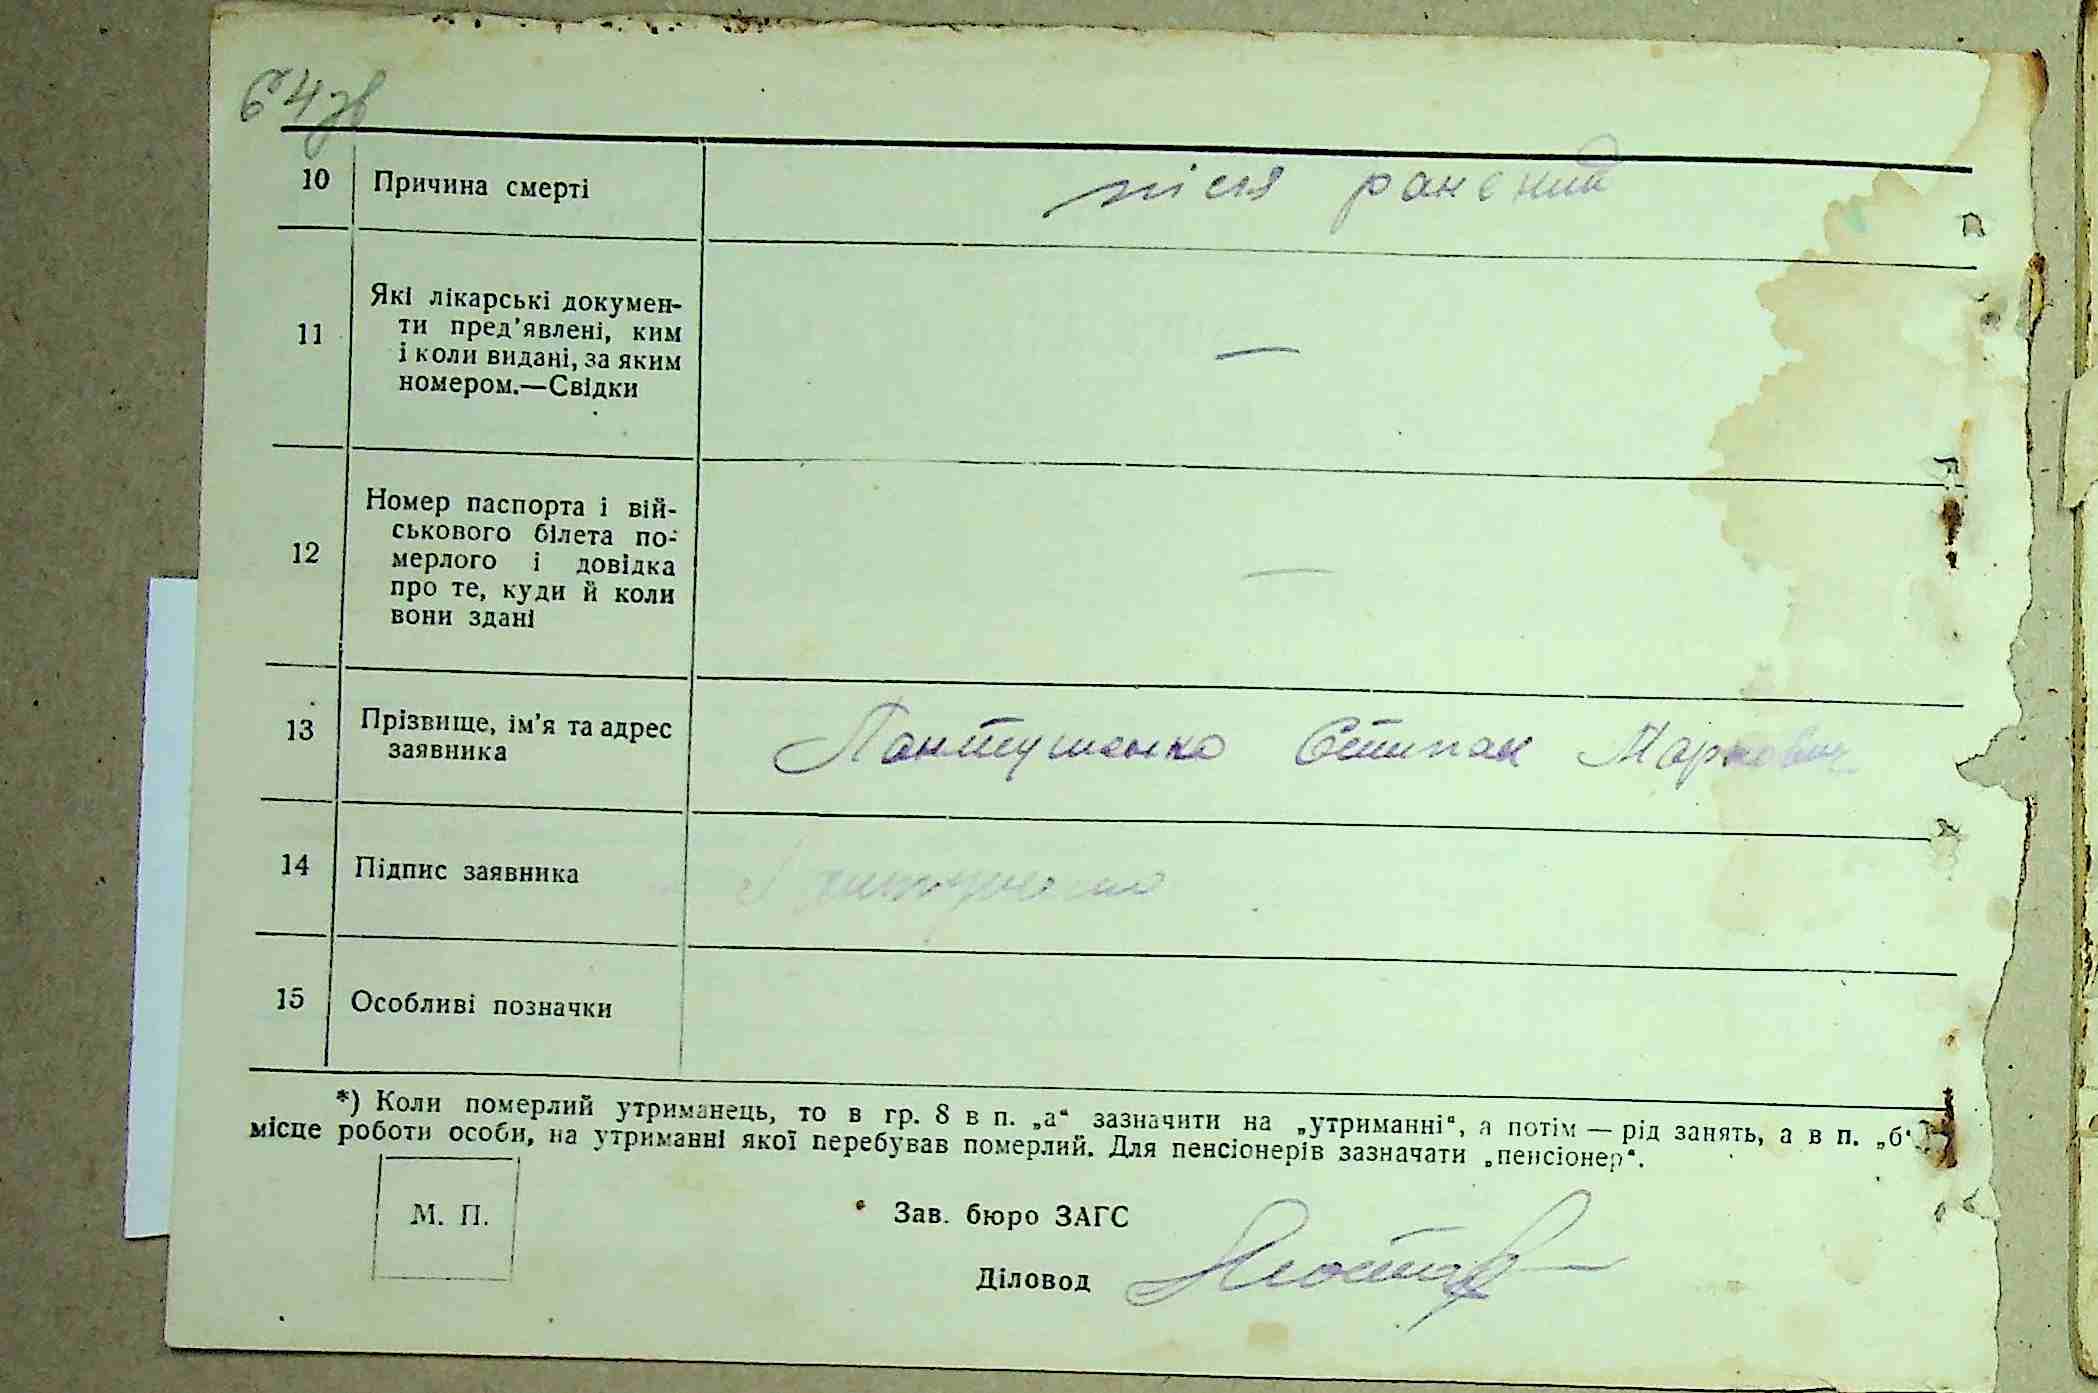 64зв
10 Причина смерті після ранений
11 Які лікарські докумен-
ти пред’явлені, ким
і коли видані, за яким
номером.—Свідки —
12 Номер паспорта і вій-
ськового білета по-
мерлого і довідка
про те, куди й коли
вони здані —
13 Прізвище, ім’я та адрес
заявника Пантушенко Стипан Маркович
14 Підпис заявника
15 Особливі позначки
*) Коли померлий утриманець, то в гр. 8 в п. „а“ зазначити на „утриманні“, а потім — рід занять, а в п. „б“
місце роботи особи, на утриманні якої перебував померлий. Для пенсіонерів зазначати „пенсіонер“.
М. П.
Зав. бюро ЗАГС
Діловод